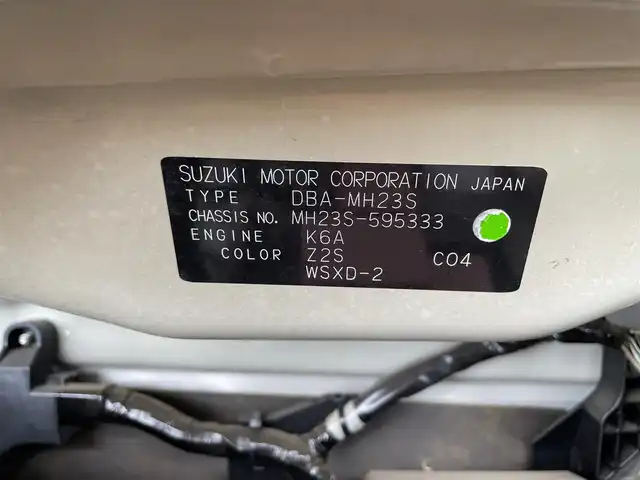 SUZUKI MOTOR CORPORATION JAPAN
TYPE DBA-MH23S
CHASSIS NO. MH23S-595333
ENGINE K6A
COLOR Z2S C04
WSXD-2